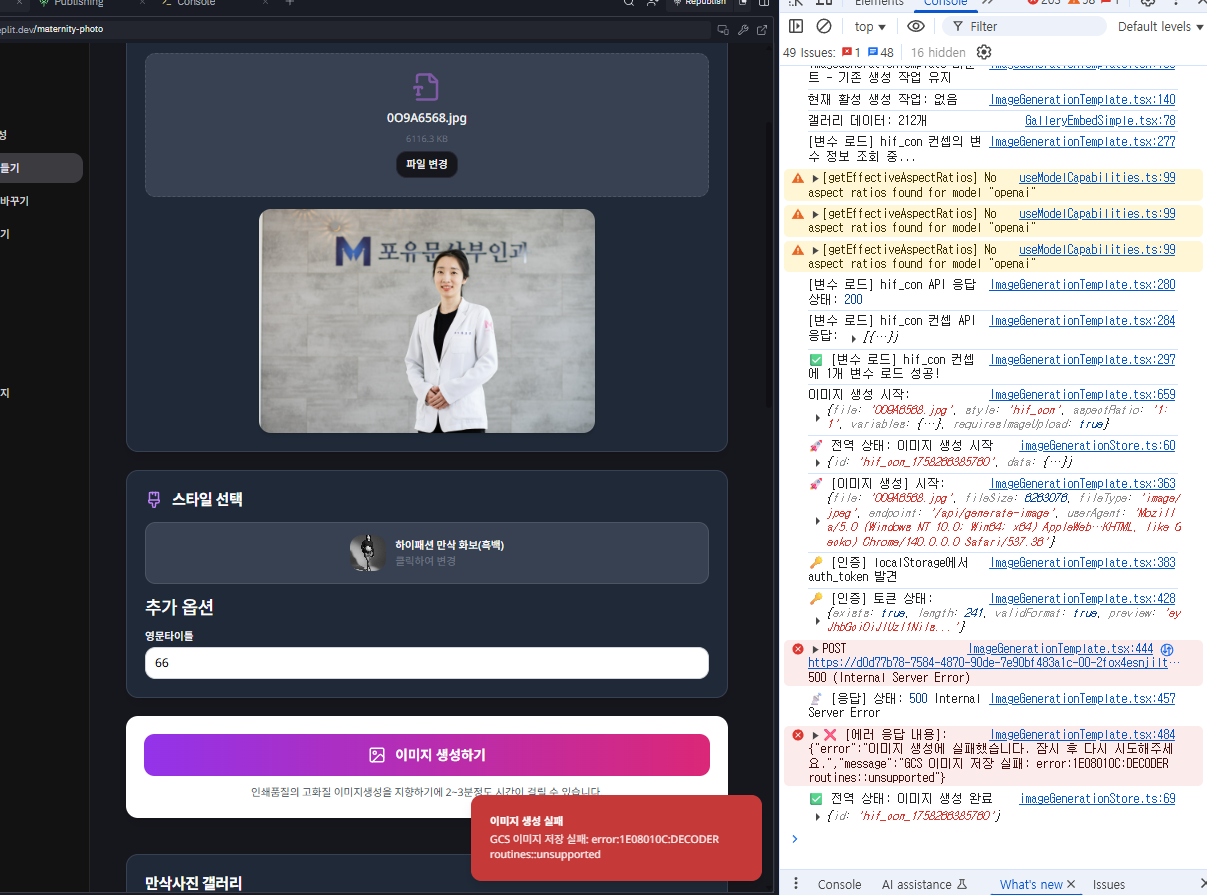 Publishing
Console
Republish
eplit.dev/maternity-photo
성
들기
바꾸기
기
지
0O9A6568.jpg
6116.3 KB
파일 변경
M 포유문산부인과
스타일 선택
하이패션 만삭 화보(흑백)
클릭하여 변경
추가 옵션
영문타이틀
66
이미지 생성하기
인쇄품질의 고화질 이미지생성을 지향하기에 2~3분정도 시간이 걸릴 수 있습니다
이미지 생성 실패
GCS 이미지 저장 실패: error:1E08010C:DECODER
routines::unsupported
만삭사진 갤러리
Elements
Console
top
Filter
Default levels
49 Issues: 1 48
16 hidden
트 - 기존 생성 작업 유지
현재 활성 생성 작업: 없음 ImageGenerationTemplate.tsx:140
갤러리 데이터: 212개 GalleryEmbedSimple.tsx:78
[변수 로드] hif_con 컨셉의 변 ImageGenerationTemplate.tsx:277
수 정보 조회 중...
[getEffectiveAspectRatios] No useModelCapabilities.ts:99
aspect ratios found for model "openai"
[getEffectiveAspectRatios] No useModelCapabilities.ts:99
aspect ratios found for model "openai"
[getEffectiveAspectRatios] No useModelCapabilities.ts:99
aspect ratios found for model "openai"
[변수 로드] hif_con API 응답 ImageGenerationTemplate.tsx:280
상태: 200
[변수 로드] hif_con 컨셉 API ImageGenerationTemplate.tsx:284
응답: [{…}]
✅ [변수 로드] hif_con 컨셉 ImageGenerationTemplate.tsx:297
에 1개 변수 로드 성공!
이미지 생성 시작: ImageGenerationTemplate.tsx:659
{file: '0O9A6568.jpg', style: 'hif_con', aspectRatio: '1:
1', variables: {…}, requiresImageUpload: true}
🚀 전역 상태: 이미지 생성 시작 imageGenerationStore.ts:60
{id: 'hif_con_1758266385760', data: {…}}
🚀 [이미지 생성] 시작: ImageGenerationTemplate.tsx:363
{file: '0O9A6568.jpg', fileSize: 6263076, fileType: 'image/
jpeg', endpoint: '/api/generate-image', userAgent: 'Mozill
a/5.0 (Windows NT 10.0; Win64; x64) AppleWeb…KHTML, like G
ecko) Chrome/140.0.0.0 Safari/537.36'}
🔑 [인증] localStorage에서 ImageGenerationTemplate.tsx:383
auth_token 발견
🔑 [인증] 토큰 상태: ImageGenerationTemplate.tsx:428
{exists: true, length: 241, validFormat: true, preview: 'ey
JhbGciOiJIUzI1NiIs...'}
POST ImageGenerationTemplate.tsx:444
https://d0d77b78-7584-4870-90de-7e90bf483a1c-00-2fox4esnjilt…
500 (Internal Server Error)
[응답] 상태: 500 Internal ImageGenerationTemplate.tsx:457
Server Error
❌ [에러 응답 내용]: ImageGenerationTemplate.tsx:484
{"error":"이미지 생성에 실패했습니다. 잠시 후 다시 시도해주세
요.","message":"GCS 이미지 저장 실패: error:1E08010C:DECODER
routines::unsupported"}
✅ 전역 상태: 이미지 생성 완료 imageGenerationStore.ts:69
{id: 'hif_con_1758266385760'}
Console
AI assistance
What's new
Issues